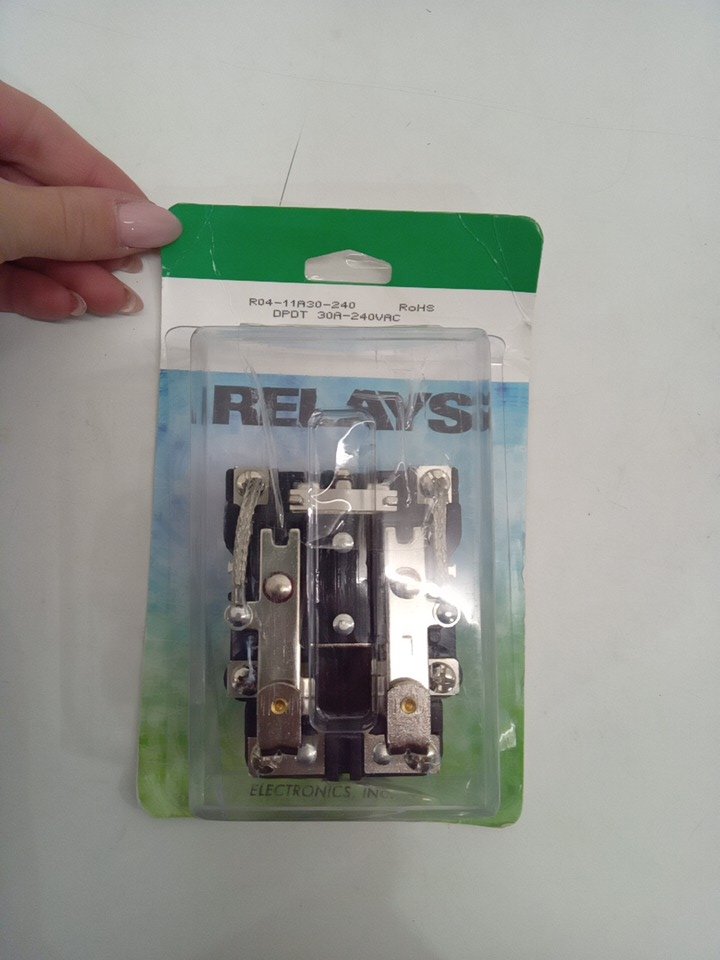 R04-11A30-240 RoHS
DPDT 30A-240VAC
RELAYS
ELECTRONICS, INC.